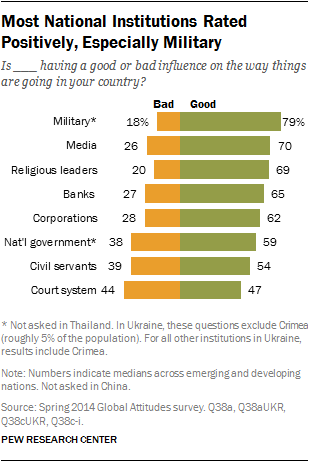 Most National Institutions Rated
Positively, Especially Military
Is ___ having a good or bad influence on the way things
are going in your country?
Bad Good
Military* 18% 79%
Media 26 70
Religious leaders 20 69
Banks 27 65
Corporations 28 62
Nat'l government* 38 59
Civil servants 39 54
Court system 44 47
* Not asked in Thailand. In Ukraine, these questions exclude Crimea
(roughly 5% of the population). For all other institutions in Ukraine,
results include Crimea.
Note: Numbers indicate medians across emerging and developing
nations. Not asked in China.
Source: Spring 2014 Global Attitudes survey. Q38a, Q38aUKR,
Q38cUKR, Q38c-i.
PEW RESEARCH CENTER